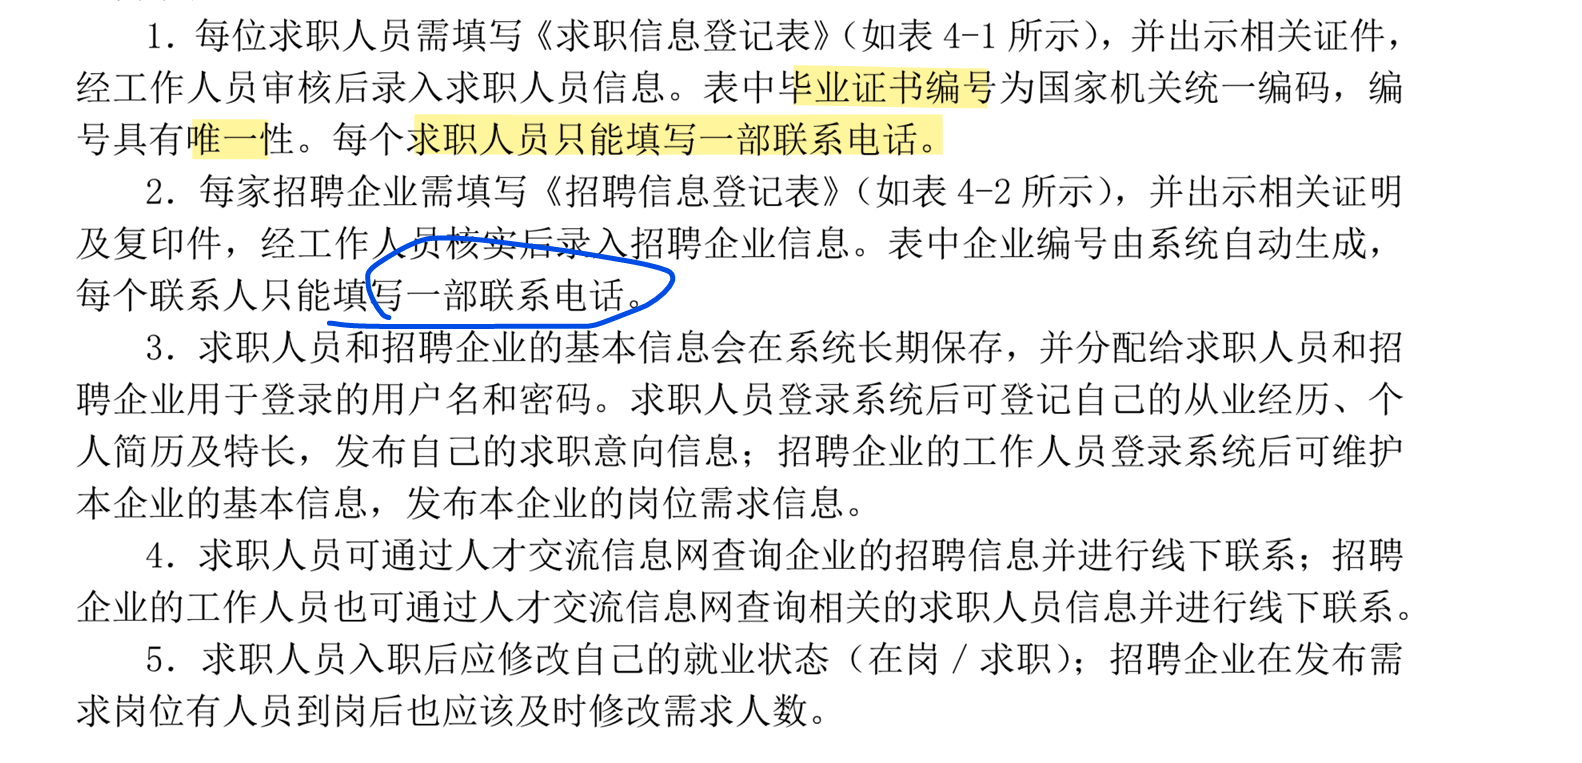 1. 每位求职人员需填写《求职信息登记表》（如表 4-1 所示），并出示相关证件，
经工作人员审核后录入求职人员信息。表中毕业证书编号为国家机关统一编码，编
号具有唯一性。每个求职人员只能填写一部联系电话。
2. 每家招聘企业需填写《招聘信息登记表》（如表 4-2 所示），并出示相关证明
及复印件，经工作人员核实后录入招聘企业信息。表中企业编号由系统自动生成，
每个联系人只能填写一部联系电话。
3. 求职人员和招聘企业的基本信息会在系统长期保存，并分配给求职人员和招
聘企业用于登录的用户名和密码。求职人员登录系统后可登记自己的从业经历、个
人简历及特长，发布自己的求职意向信息；招聘企业的工作人员登录系统后可维护
本企业的基本信息，发布本企业的岗位需求信息。
4. 求职人员可通过人才交流信息网查询企业的招聘信息并进行线下联系；招聘
企业的工作人员也可通过人才交流信息网查询相关的求职人员信息并进行线下联系。
5. 求职人员入职后应修改自己的就业状态（在岗 / 求职）；招聘企业在发布需
求岗位有人员到岗后也应该及时修改需求人数。